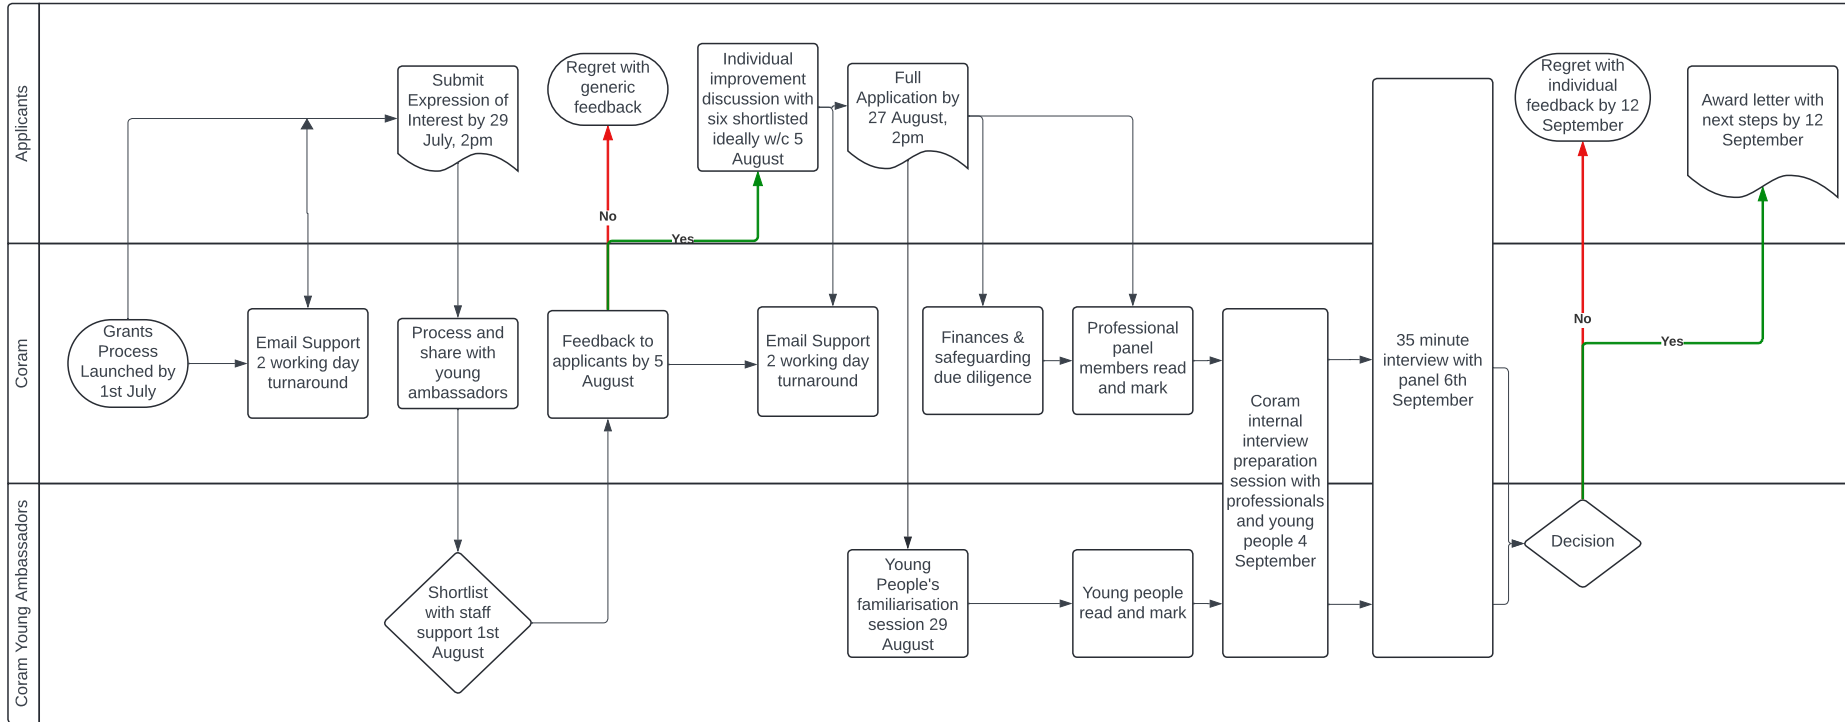 Applicants
Submit
Expression of
Interest by 29
July, 2pm
Regret with
generic
feedback
Individual
improvement
discussion with
six shortlisted
ideally w/c 5
August
Full
Application by
27 August,
2pm
Regret with
individual
feedback by 12
September
Award letter with
next steps by 12
September
No
Yes
Coram
Grants
Process
Launched by
1st July
Email Support
2 working day
turnaround
Process and
share with
young
ambassadors
Feedback to
applicants by 5
August
Email Support
2 working day
turnaround
Finances &
safeguarding
due diligence
Professional
panel
members read
and mark
Coram
internal
interview
preparation
session with
professionals
and young
people 4
September
35 minute
interview with
panel 6th
September
No
Yes
Coram Young Ambassadors
Shortlist
with staff
support 1st
August
Young
People's
familiarisation
session 29
August
Young people
read and mark
Decision